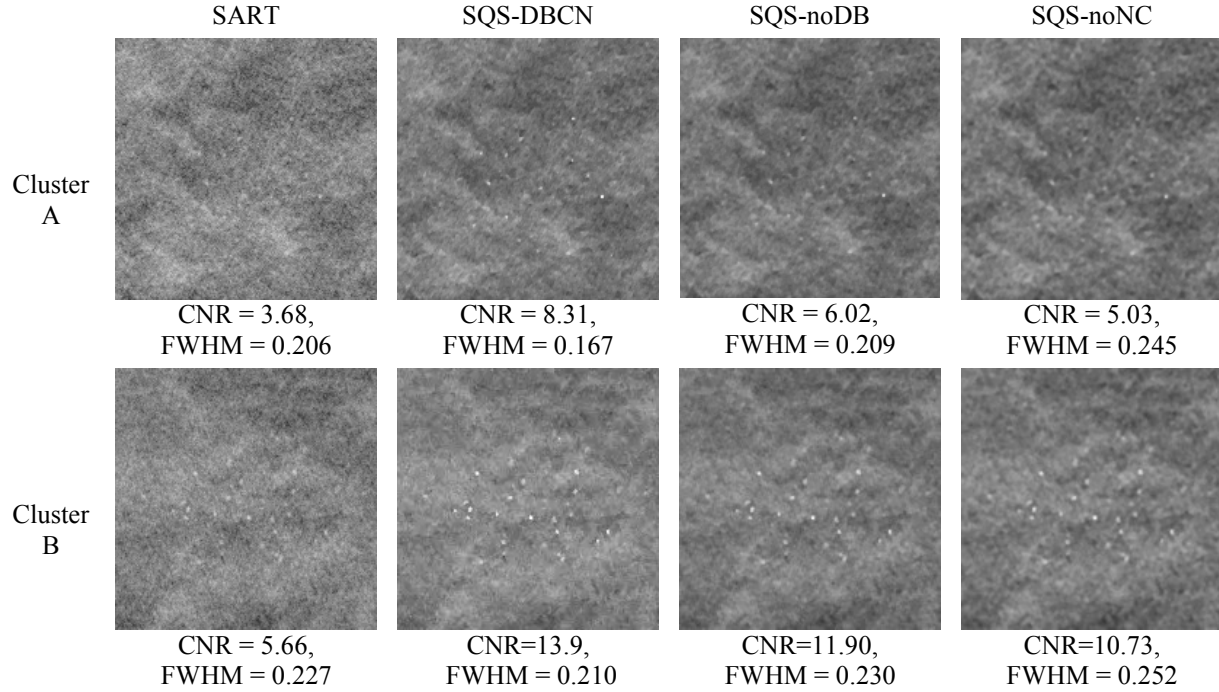 SART SQS-DBCN SQS-noDB SQS-noNC
Cluster
A
CNR = 3.68,
FWHM = 0.206
CNR = 8.31,
FWHM = 0.167
CNR = 6.02,
FWHM = 0.209
CNR = 5.03,
FWHM = 0.245
Cluster
B
CNR = 5.66,
FWHM = 0.227
CNR=13.9,
FWHM = 0.210
CNR=11.90,
FWHM = 0.230
CNR=10.73,
FWHM = 0.252